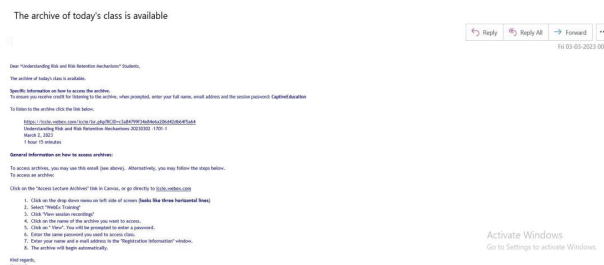 The archive of today's class is available
Reply
Reply All
Forward
Fri 03-03-2023 00
Dear "Understanding Risk and Risk Retention Mechanisms" Students,
The archive of today's class is available.
Specific information on how to access the archive.
To ensure you receive credit for listening to the archive, when prompted, enter your full name, email address and the session password: CaptiveEducation
To listen to the archive click the link below.
Understanding Risk and Risk Retention Mechanisms 20230302 -1701-1
March 2, 2023
1 hour 15 minutes
General information on how to access archives:
To access archives, you may use this email (see above). Alternatively, you may follow the steps below.
To access an archive:
Click on the "Access Lecture Archives" link in Canvas, or go directly to iccie.webex.com
1. Click on the drop down menu on left side of screen (looks like three horizontal lines)
2. Select "WebEx Training"
3. Click "View session recordings"
4. Click on the name of the archive you want to access.
5. Click on " View". You will be prompted to enter a password.
6. Enter the same password you used to access class.
7. Enter your name and e-mail address in the "Registration Information" window.
8. The archive will begin automatically.
Kind regards,
Activate Windows
Go to Settings to activate Windows.